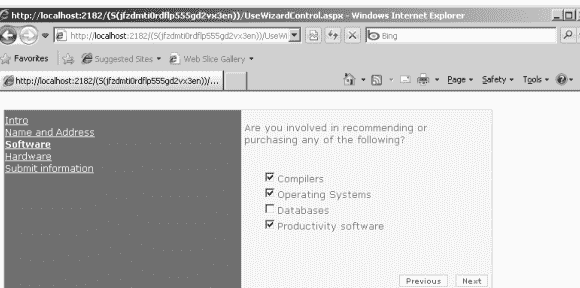 http://localhost:2182/(S(jfzdmti0rdflp555gd2vx3en))/UseWizardControl.aspx - Windows Internet Explorer
http://localhost:2182/(S(jfzdmti0rdflp555gd2vx3en))/UseWi
Bing
Favorites
Suggested Sites
Web Slice Gallery
http://localhost:2182/(S(jfzdmti0rdflp555gd2vx3en))/...
Page
Safety
Tools
Intro
Name and Address
Software
Hardware
Submit information
Are you involved in recommending or
purchasing any of the following?
Compilers
Operating Systems
Databases
Productivity software
Previous
Next